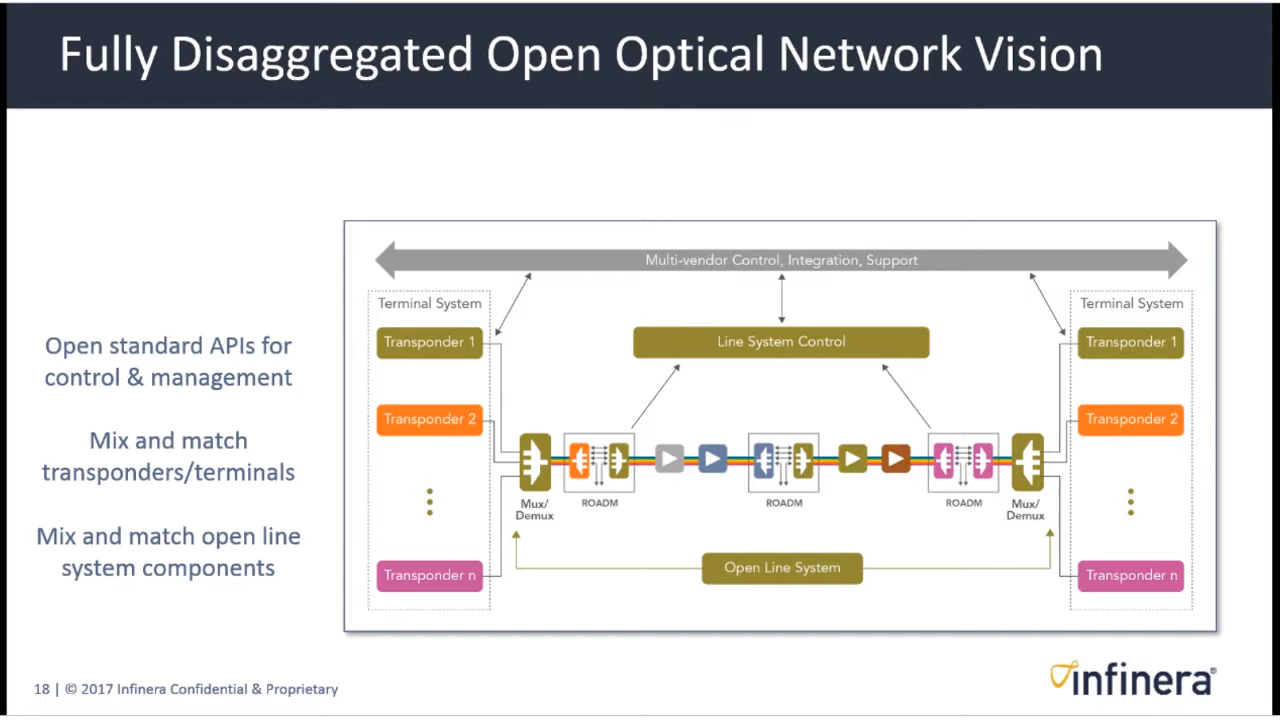 Fully Disaggregated Open Optical Network Vision
Open standard APIs for
control & management
Mix and match
transponders/terminals
Mix and match open line
system components
Multi-vendor Control, Integration, Support
Terminal System
Transponder 1
Transponder 2
Transponder n
Line System Control
Mux/
Demux
ROADM
ROADM
ROADM
Mux/
Demux
Open Line System
Terminal System
Transponder 1
Transponder 2
Transponder n
18 | © 2017 Infinera Confidential & Proprietary
infinera®